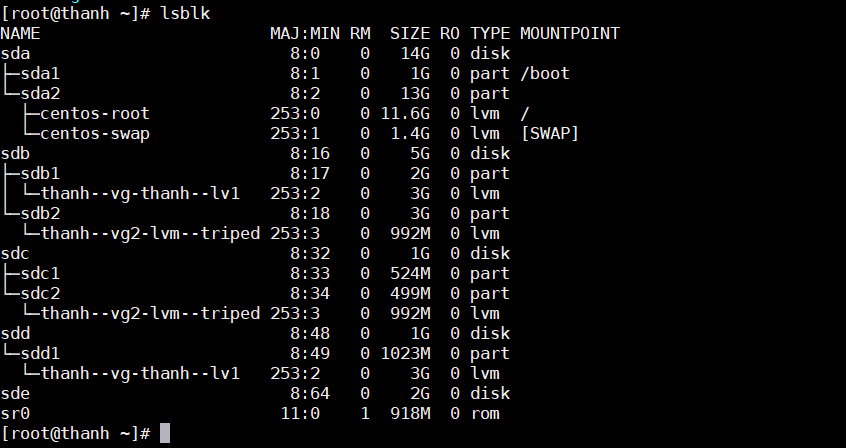 [root@thanh ~]# lsblk
NAME                       MAJ:MIN RM  SIZE RO TYPE MOUNTPOINT
sda                          8:0    0   14G  0 disk
├─sda1                       8:1    0    1G  0 part /boot
└─sda2                       8:2    0   13G  0 part
  ├─centos-root            253:0    0 11.6G  0 lvm  /
  └─centos-swap            253:1    0  1.4G  0 lvm  [SWAP]
sdb                          8:16   0    5G  0 disk
├─sdb1                       8:17   0    2G  0 part
│ └─thanh--vg-thanh--lv1   253:2    0    3G  0 lvm
└─sdb2                       8:18   0    3G  0 part
  └─thanh--vg2-lvm--triped 253:3    0  992M  0 lvm
sdc                          8:32   0    1G  0 disk
├─sdc1                       8:33   0  524M  0 part
└─sdc2                       8:34   0  499M  0 part
  └─thanh--vg2-lvm--triped 253:3    0  992M  0 lvm
sdd                          8:48   0    1G  0 disk
└─sdd1                       8:49   0 1023M  0 part
  └─thanh--vg-thanh--lv1   253:2    0    3G  0 lvm
sde                          8:64   0    2G  0 disk
sr0                         11:0    1  918M  0 rom
[root@thanh ~]#